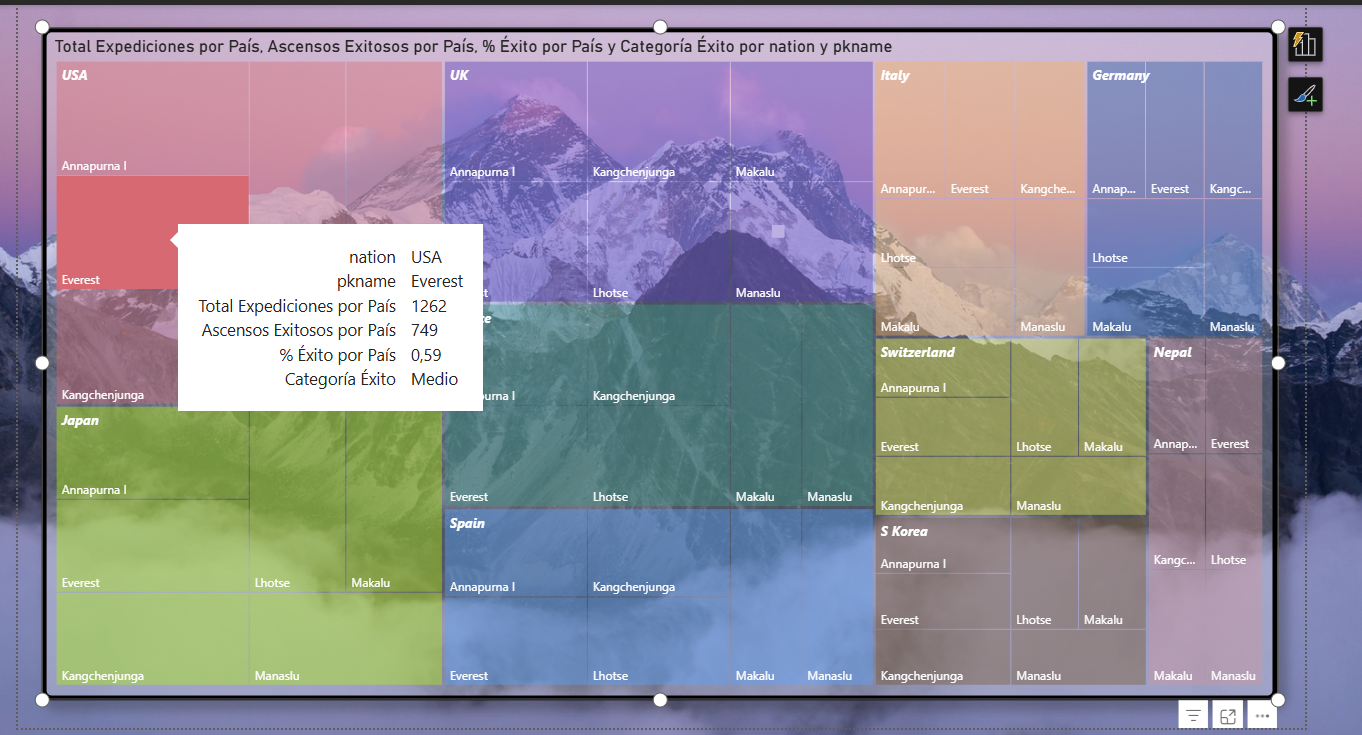 Total Expediciones por País, Ascensos Exitosos por País, % Éxito por País y Categoría Éxito por nation y pkname
USA
Annapurna I
Everest
Kangchenjunga
nation USA
pkname Everest
Total Expediciones por País 1262
Ascensos Exitosos por País 749
% Éxito por País 0,59
Categoría Éxito Medio
Japan
Annapurna I
Everest
Lhotse
Makalu
Kangchenjunga
Manaslu
UK
Annapurna I
Kangchenjunga
Makalu
Lhotse
Manaslu
Kangchenjunga
Everest
Lhotse
Makalu
Manaslu
Spain
Annapurna I
Kangchenjunga
Everest
Lhotse
Makalu
Manaslu
Italy
Annapur...
Everest
Kangche...
Lhotse
Makalu
Manaslu
Germany
Annap...
Everest
Kangc...
Lhotse
Makalu
Manaslu
Switzerland
Annapurna I
Everest
Lhotse
Makalu
Kangchenjunga
Manaslu
Nepal
Annap...
Everest
Kangc...
Lhotse
Makalu
Manaslu
S Korea
Annapurna I
Everest
Lhotse
Makalu
Kangchenjunga
Manaslu